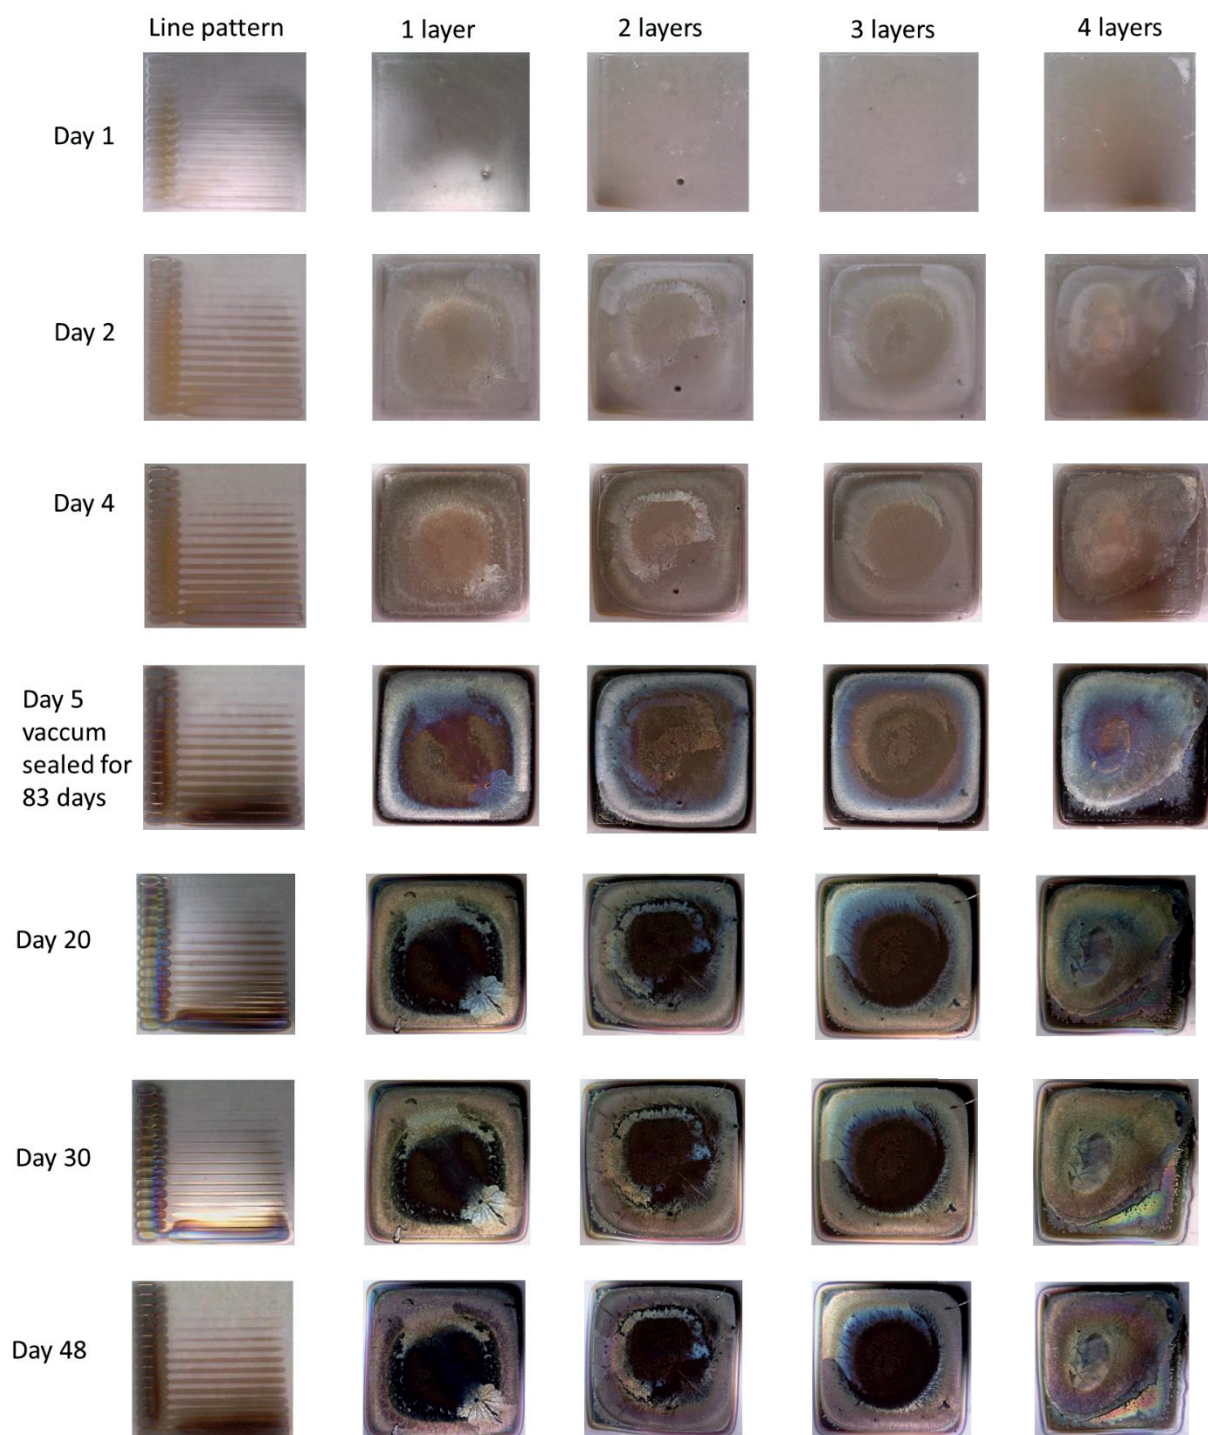 Line pattern
1 layer
2 layers
3 layers
4 layers
Day 1
Day 2
Day 4
Day 5
vaccum
sealed for
83 days
Day 20
Day 30
Day 48